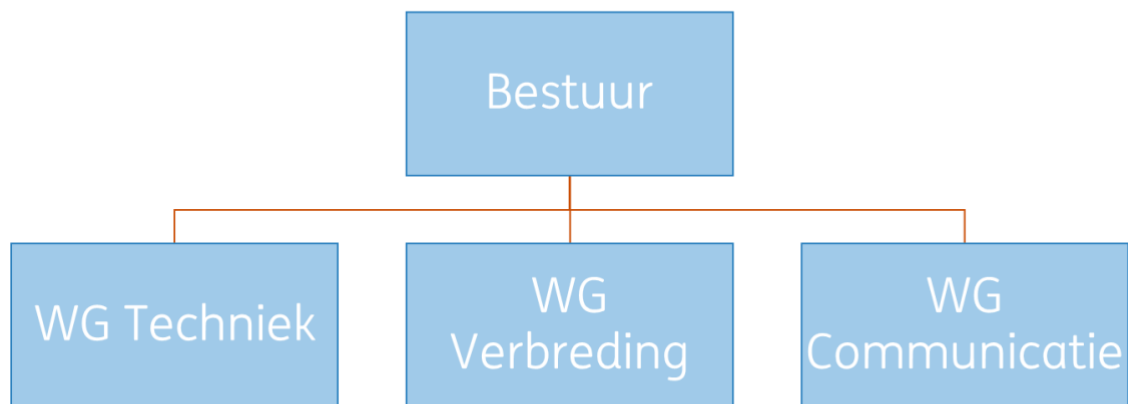 Bestuur
WG Techniek
WG
Verbreding
WG
Communicatie